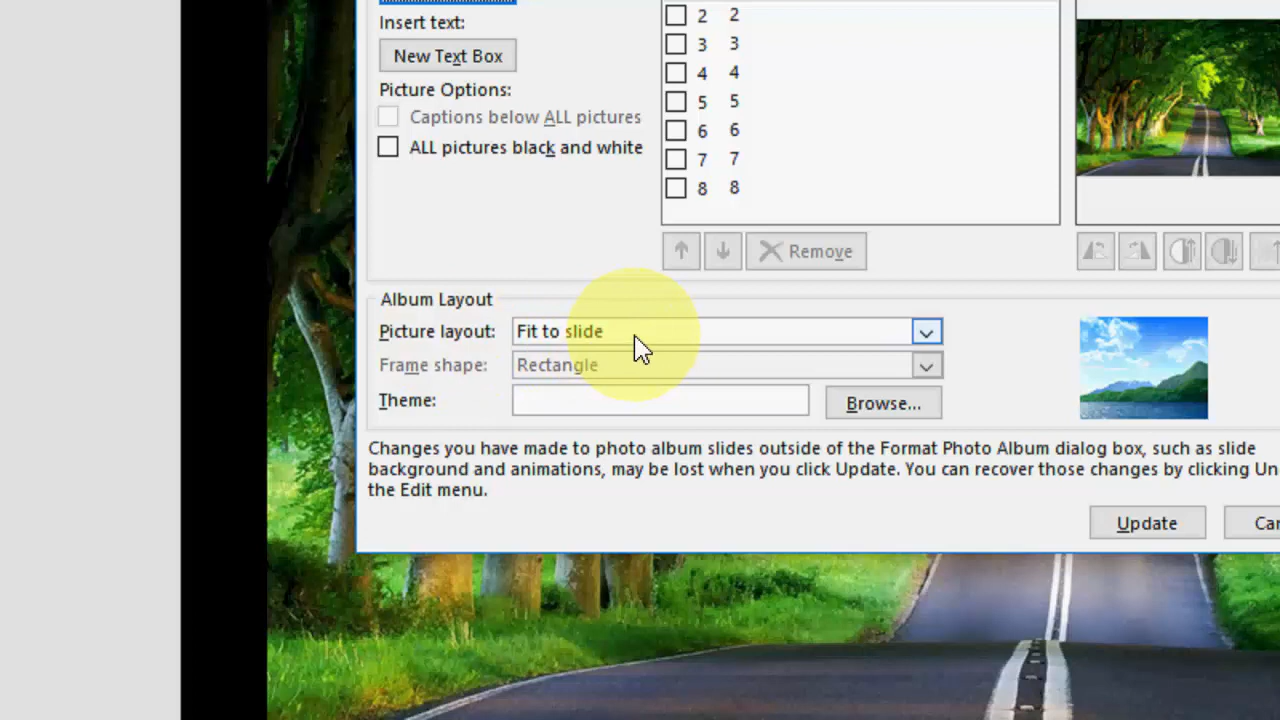 Insert text:
New Text Box
Picture Options:
Captions below ALL pictures
ALL pictures black and white
2 2
3 3
4 4
5 5
6 6
7 7
8 8
Remove
Album Layout
Picture layout: Fit to slide
Frame shape: Rectangle
Theme:
Browse...
Changes you have made to photo album slides outside of the Format Photo Album dialog box, such as slide
background and animations, may be lost when you click Update. You can recover those changes by clicking Un
the Edit menu.
Update
Can